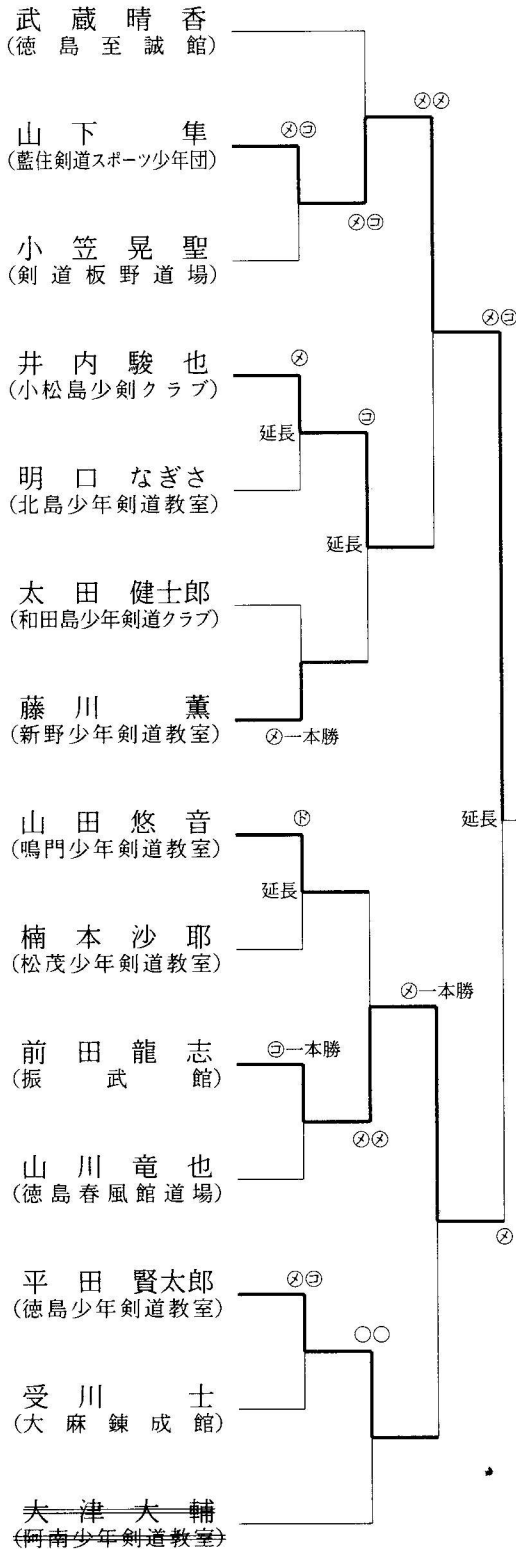 武蔵晴香
(徳島至誠館)
㋱㋱
山下 隼
(藍住剣道スポーツ少年団)
㋱㋙
㋱㋙
小笠晃聖
(剣道板野道場)
㋱㋙
井内駿也
(小松島少剣クラブ)
㋱
延長
㋙
明口 なぎさ
(北島少年剣道教室)
延長
太田 健士郎
(和田島少年剣道クラブ)
藤川 薫
(新野少年剣道教室)
㋱一本勝
山田悠音
(鳴門少年剣道教室)
㋣
延長
延長
楠本沙耶
(松茂少年剣道教室)
㋱一本勝
前田龍志
(振武館)
㋙一本勝
㋱㋱
山川竜也
(徳島春風館道場)
㋱
平田 賢太郎
(徳島少年剣道教室)
㋱㋙
○○
受川 士
(大麻錬成館)
大津大輔
(阿南少年剣道教室)